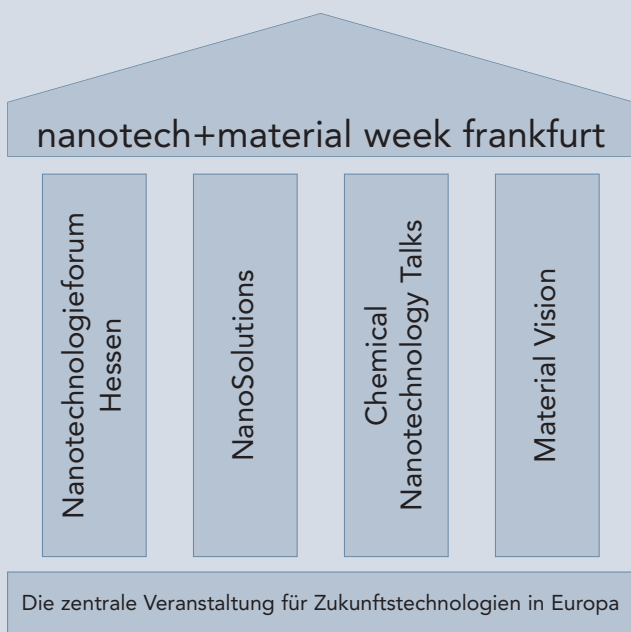 nanotech+material week frankfurt
Nanotechnologieforum
Hessen
NanoSolutions
Chemical
Nanotechnology Talks
Material Vision
Die zentrale Veranstaltung für Zukunftstechnologien in Europa